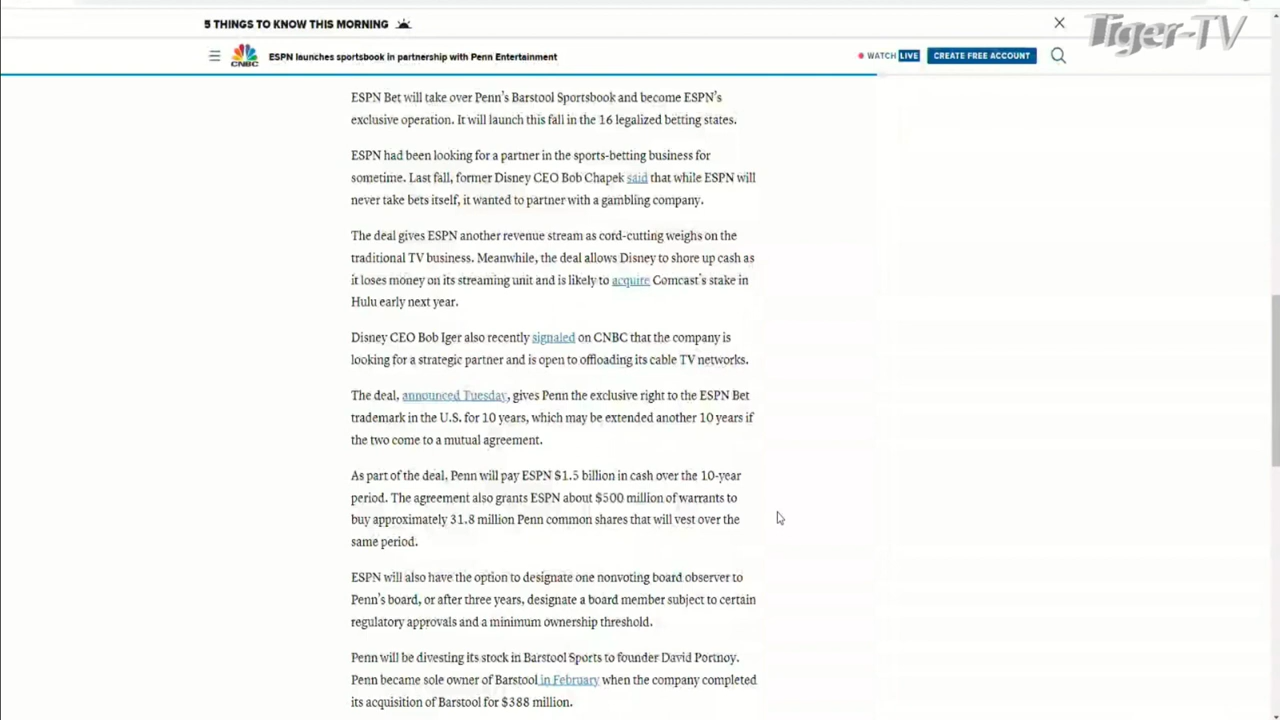 5 THINGS TO KNOW THIS MORNING
Tiger-TV
CNBC
ESPN launches sportsbook in partnership with Penn Entertainment
WATCH LIVE
CREATE FREE ACCOUNT
ESPN Bet will take over Penn's Barstool Sportsbook and become ESPN's
exclusive operation. It will launch this fall in the 16 legalized betting states.
ESPN had been looking for a partner in the sports-betting business for
sometime. Last fall, former Disney CEO Bob Chapek said that while ESPN will
never take bets itself, it wanted to partner with a gambling company.
The deal gives ESPN another revenue stream as cord-cutting weighs on the
traditional TV business. Meanwhile, the deal allows Disney to shore up cash as
it loses money on its streaming unit and is likely to acquire Comcast's stake in
Hulu early next year.
Disney CEO Bob Iger also recently signaled on CNBC that the company is
looking for a strategic partner and is open to offloading its cable TV networks.
The deal, announced Tuesday, gives Penn the exclusive right to the ESPN Bet
trademark in the U.S. for 10 years, which may be extended another 10 years if
the two come to a mutual agreement.
As part of the deal, Penn will pay ESPN $1.5 billion in cash over the 10-year
period. The agreement also grants ESPN about $500 million of warrants to
buy approximately 31.8 million Penn common shares that will vest over the
same period.
ESPN will also have the option to designate one nonvoting board observer to
Penn's board, or after three years, designate a board member subject to certain
regulatory approvals and a minimum ownership threshold.
Penn will be divesting its stock in Barstool Sports to founder David Portnoy.
Penn became sole owner of Barstool in February when the company completed
its acquisition of Barstool for $388 million.